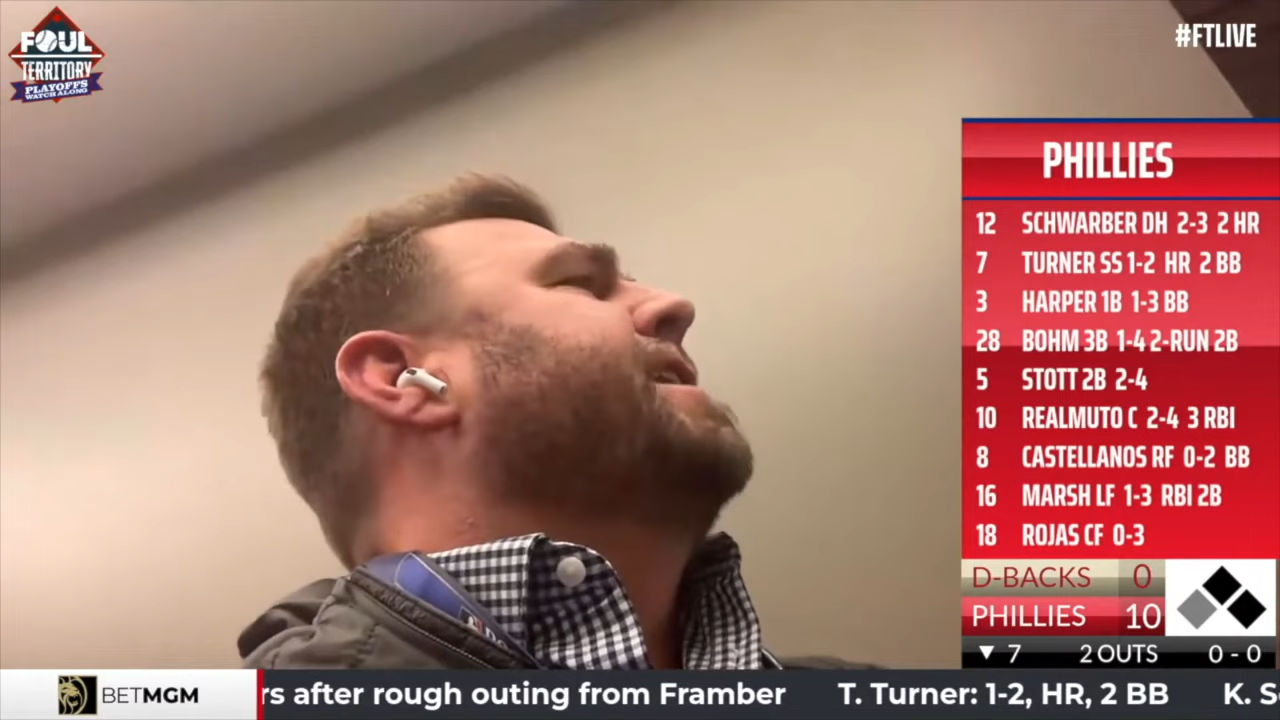 FOUL
TERRITORY
PLAYOFFS
WATCH ALONG
#FTLIVE
PHILLIES
12 SCHWARBER DH 2-3 2 HR
7 TURNER SS 1-2 HR 2 BB
3 HARPER 1B 1-3 BB
28 BOHM 3B 1-4 2-RUN 2B
5 STOTT 2B 2-4
10 REALMUTO C 2-4 3 RBI
8 CASTELLANOS RF 0-2 BB
16 MARSH LF 1-3 RBI 2B
18 ROJAS CF 0-3
D-BACKS 0
PHILLIES 10
▼ 7 2 OUTS 0 - 0
BETMGM
rs after rough outing from Framber T. Turner: 1-2, HR, 2 BB K. S